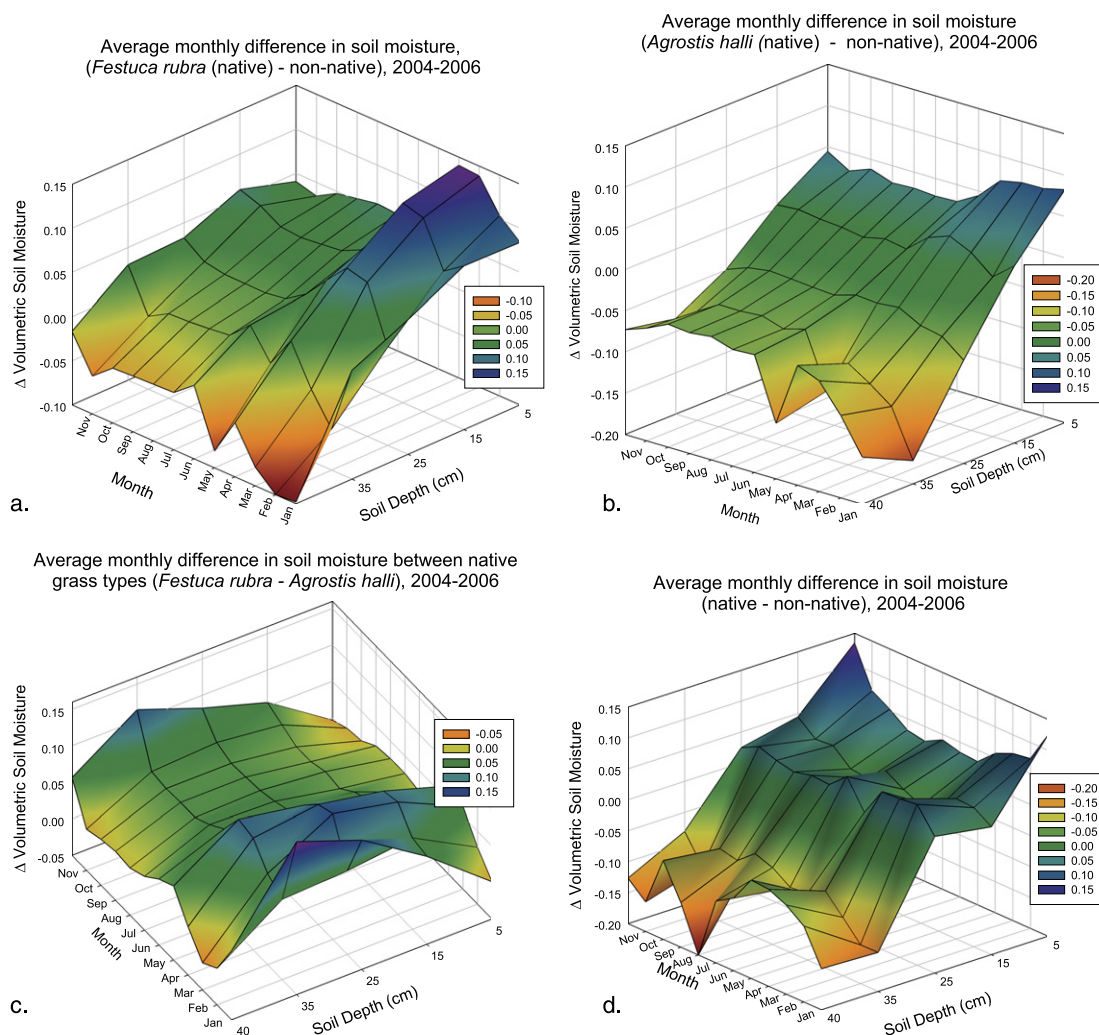 Average monthly difference in soil moisture,
(Festuca rubra (native) - non-native), 2004-2006
0.15
0.10
0.05
0.00
-0.05
-0.10
Δ Volumetric Soil Moisture
Nov
Oct
Sep
Aug
Jul
Jun
May
Apr
Mar
Feb
Jan
Month
35
25
15
5
Soil Depth (cm)
-0.10
-0.05
0.00
0.05
0.10
0.15
a.
Average monthly difference in soil moisture
(Agrostis halli (native) - non-native), 2004-2006
0.15
0.10
0.05
0.00
-0.05
-0.10
-0.15
-0.20
Δ Volumetric Soil Moisture
Nov
Oct
Sep
Aug
Jul
Jun
May
Apr
Mar
Feb
Jan
Month
40
35
25
15
5
Soil Depth (cm)
-0.20
-0.15
-0.10
-0.05
0.00
0.05
0.10
0.15
b.
Average monthly difference in soil moisture between native
grass types (Festuca rubra - Agrostis halli), 2004-2006
0.15
0.10
0.05
0.00
-0.05
Δ Volumetric Soil Moisture
Nov
Oct
Sep
Aug
Jul
Jun
May
Apr
Mar
Feb
Jan
Month
40
35
25
15
5
Soil Depth (cm)
-0.05
0.00
0.05
0.10
0.15
c.
Average monthly difference in soil moisture
(native - non-native), 2004-2006
0.15
0.10
0.05
0.00
-0.05
-0.10
-0.15
-0.20
Δ Volumetric Soil Moisture
Nov
Oct
Sep
Aug
Jul
Jun
May
Apr
Mar
Feb
Jan
Month
40
35
25
15
5
Soil Depth (cm)
-0.20
-0.15
-0.10
-0.05
0.00
0.05
0.10
0.15
d.